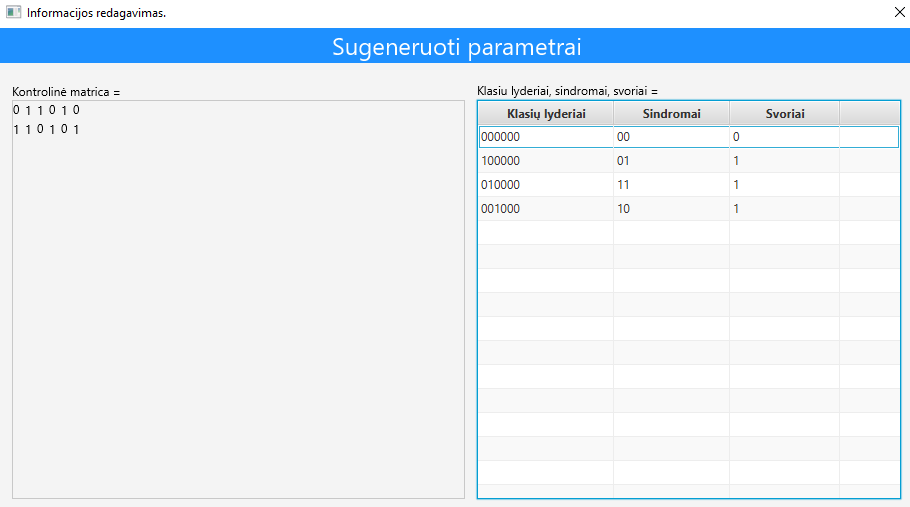 Informacijos redagavimas.
Sugeneruoti parametrai
Kontrolinė matrica =
0 1 1 0 1 0
1 1 0 1 0 1
Klasiu lyderiai, sindromai, svoriai =
Klasių lyderiai Sindromai Svoriai
000000 00 0
100000 01 1
010000 11 1
001000 10 1